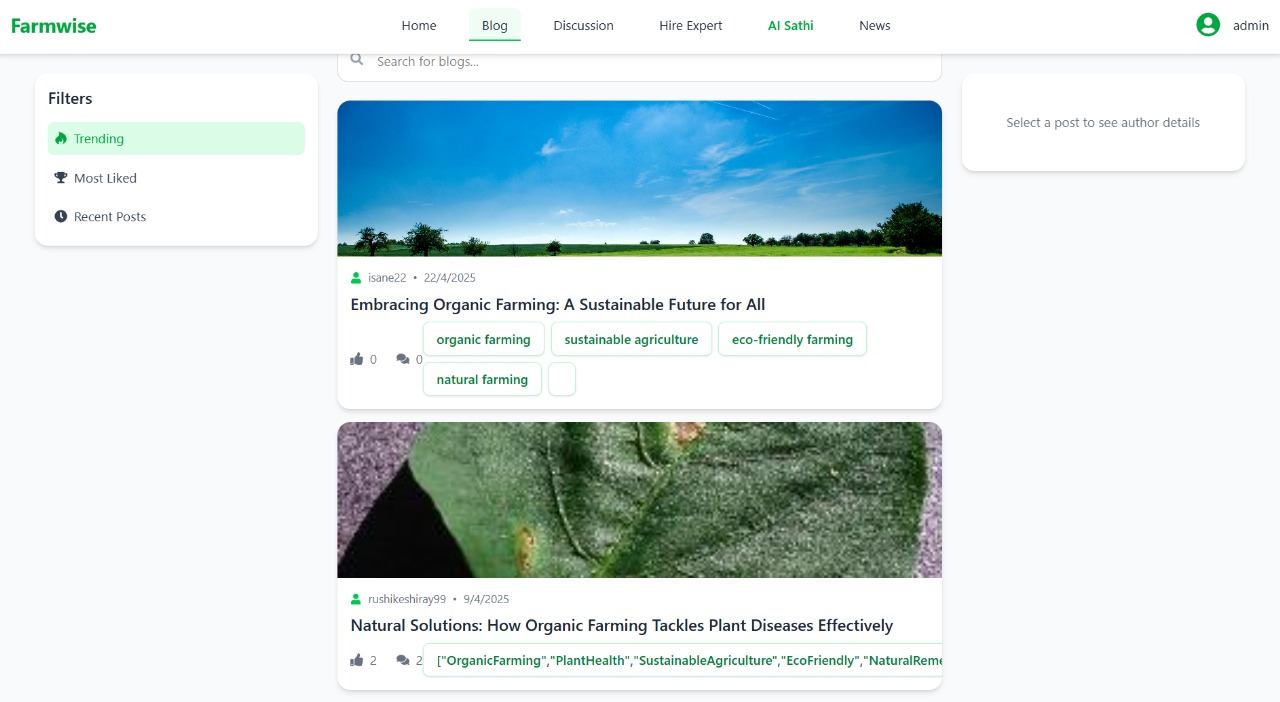 Farmwise
Home Blog Discussion Hire Expert AI Sathi News
admin
Search for blogs...
Filters
Trending
Most Liked
Recent Posts
Select a post to see author details
isane22 • 22/4/2025
Embracing Organic Farming: A Sustainable Future for All
0 0
organic farming sustainable agriculture eco-friendly farming
natural farming
rushikeshiray99 • 9/4/2025
Natural Solutions: How Organic Farming Tackles Plant Diseases Effectively
2 2 ["OrganicFarming","PlantHealth","SustainableAgriculture","EcoFriendly","NaturalReme